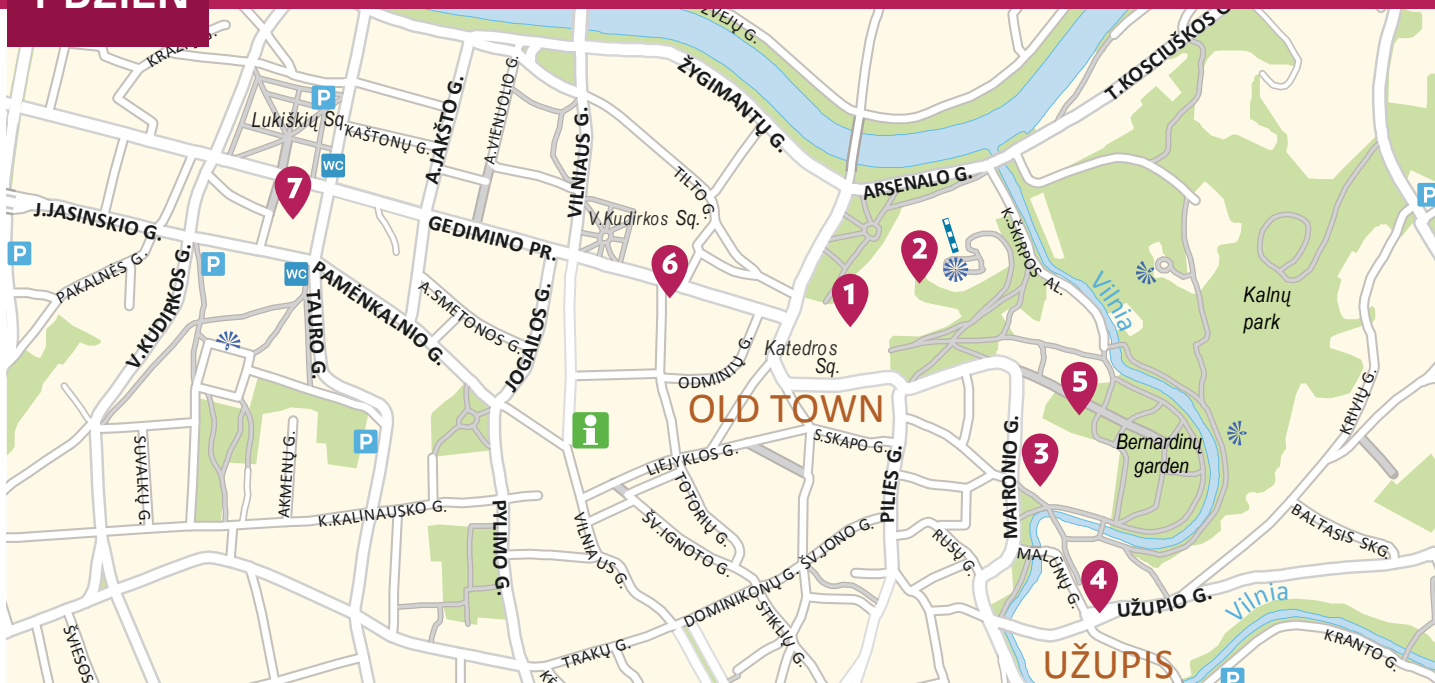 1 DZIEŃ
ŽVEJŲ G.
T.KOSCIUŠKOS G.
KRAŽIŲ G.
ŽYGIMANTŲ G.
P
Lukiškių Sq.
KAŠTONŲ G.
A.JAKŠTO G.
A.VIENUOLIO G.
VILNIAUS G.
WC
TILTO G.
ARSENALO G.
7
J.JASINSKIO G.
GEDIMINO PR.
V.Kudirkos Sq.
K.ŠKIRPOS AL.
P
P
P
2
6
1
WC
PAKALNĖS G.
V.KUDIRKOS G.
TAURO G.
PAMĖNKALNIO G.
A.SMETONOS G.
JOGAILOS G.
Vilnia
Kalnų
park
ODMINIŲ G.
Katedros
Sq.
5
OLD TOWN
i
P
SUVALKŲ G.
AKMENŲ G.
LIEJYKLOS G.
S.SKAPO G.
PILIES G.
MAIRONIO G.
3
Bernardinų
garden
KRIVIŲ G.
K.KALINAUSKO G.
PYLIMO G.
VILNIAUS G.
TOTORIŲ G.
ŠV.IGNOTO G.
DOMINIKONŲ G.
ŠV.JONO G.
RUSŲ G.
MALŪNŲ G.
4
UŽUPIO G.
BALTASIS SKG.
Vilnia
ŠVIESOS
TRAKŲ G.
STIKLIŲ G.
UŽUPIS
KRANTO G.
P